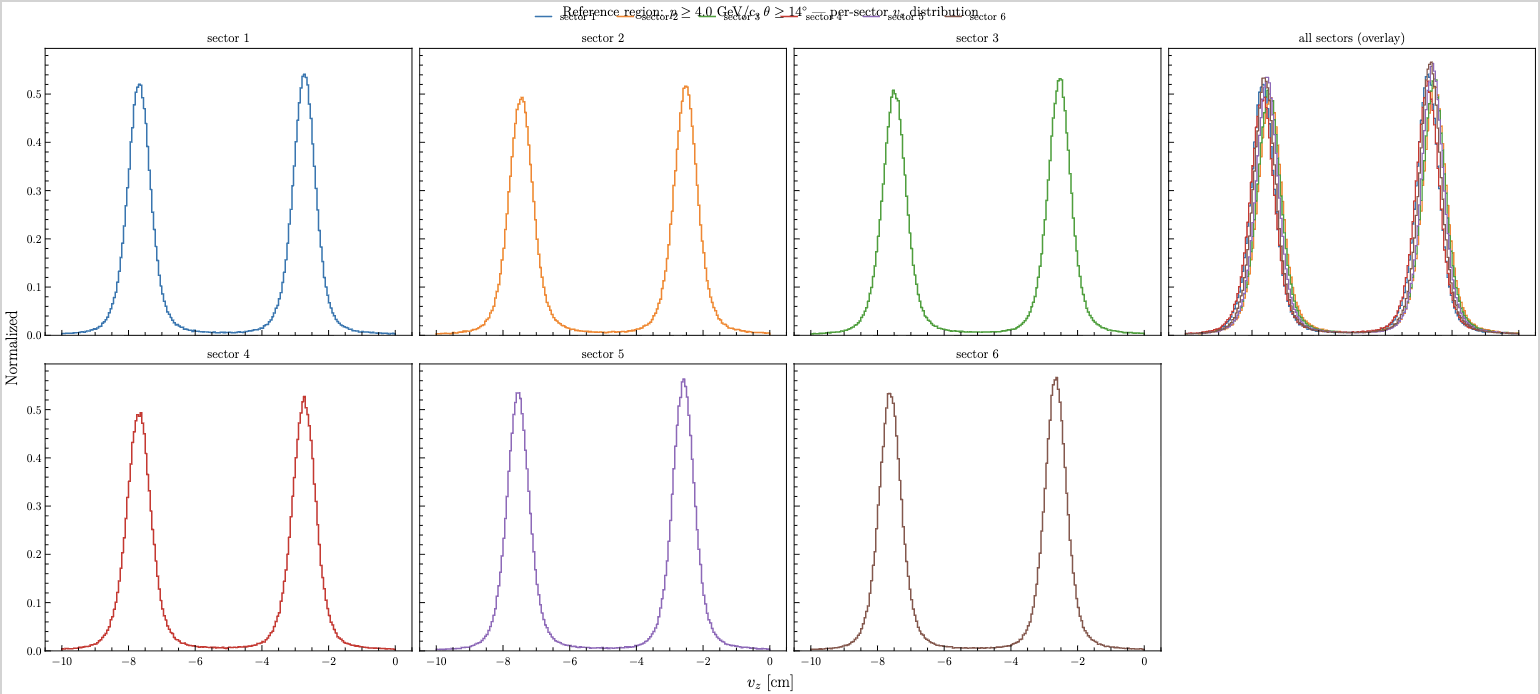 Reference region: p ≥ 4.0 GeV/c, θ ≥ 14° — per-sector v_z distribution
sector 1 sector 2 sector 3 sector 4 sector 5 sector 6
sector 1 sector 2 sector 3 all sectors (overlay)
0.5
0.4
0.3
0.2
0.1
0.0
Normalized
sector 4 sector 5 sector 6
0.5
0.4
0.3
0.2
0.1
0.0
−10 −8 −6 −4 −2 0 −10 −8 −6 −4 −2 0 −10 −8 −6 −4 −2 0
v_z [cm]